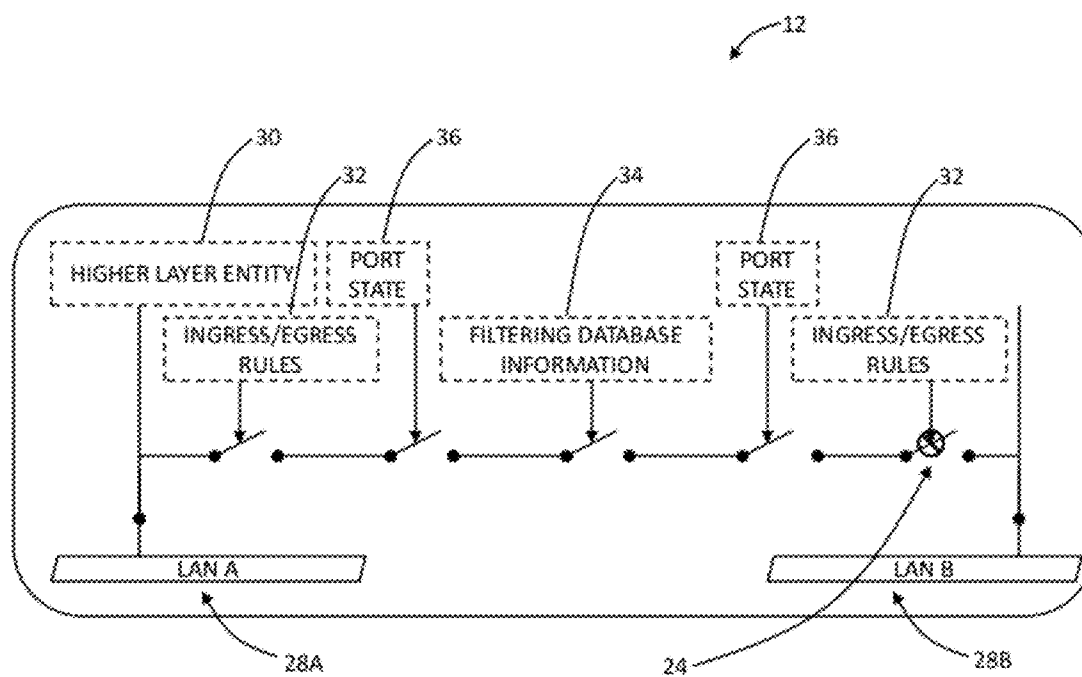 12
30
36
36
32
34
32
HIGHER LAYER ENTITY
PORT
STATE
PORT
STATE
INGRESS/EGRESS
RULES
FILTERING DATABASE
INFORMATION
INGRESS/EGRESS
RULES
LAN A
LAN B
28A
24
28B